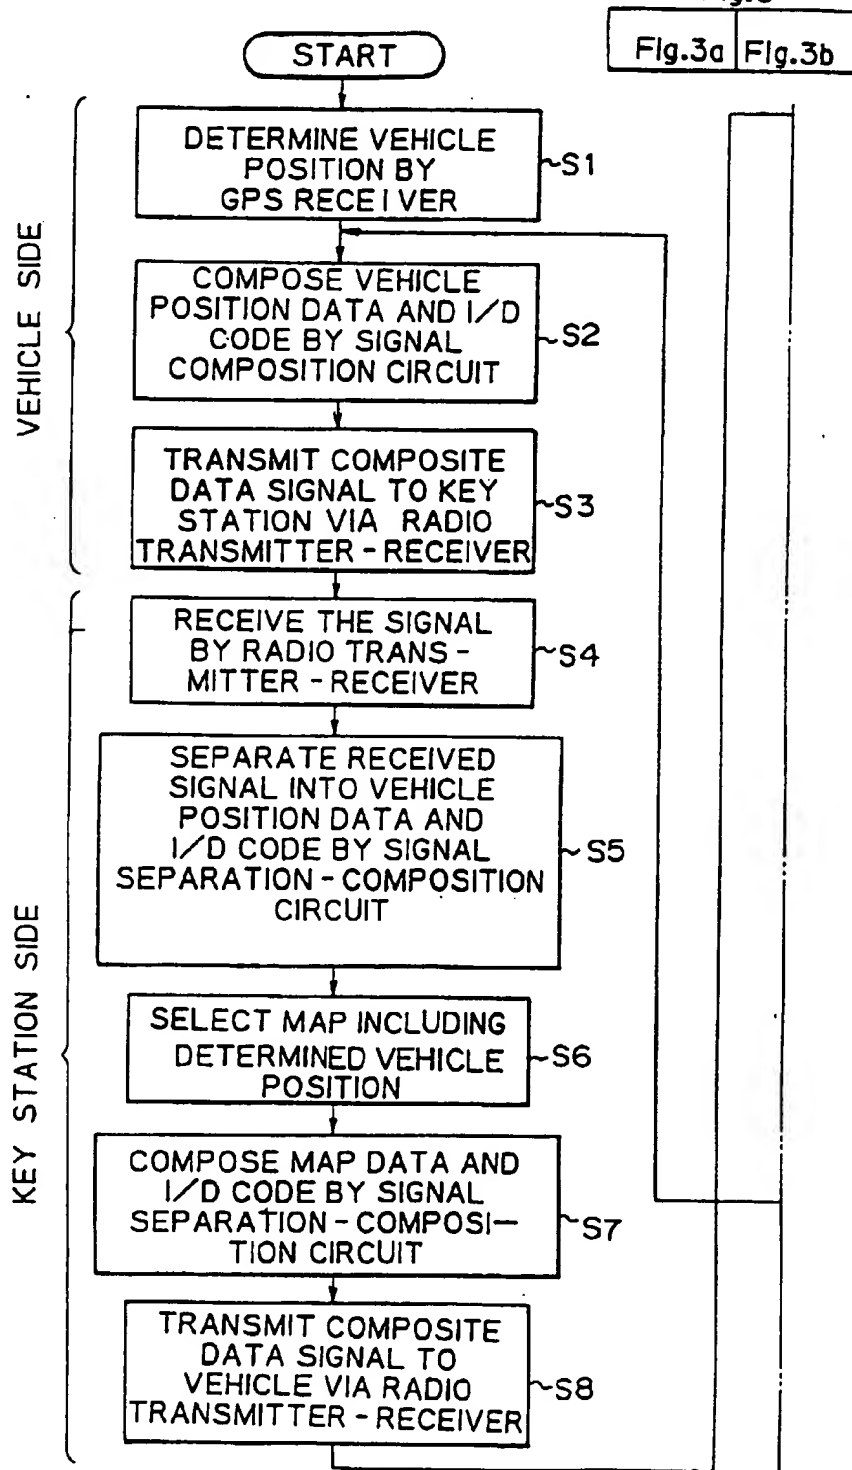 Fig.3a Fig.3b
START
VEHICLE SIDE
DETERMINE VEHICLE
POSITION BY
GPS RECEIVER
S1
COMPOSE VEHICLE
POSITION DATA AND I/D
CODE BY SIGNAL
COMPOSITION CIRCUIT
S2
TRANSMIT COMPOSITE
DATA SIGNAL TO KEY
STATION VIA RADIO
TRANSMITTER-RECEIVER
S3
KEY STATION SIDE
RECEIVE THE SIGNAL
BY RADIO TRANS-
MITTER-RECEIVER
S4
SEPARATE RECEIVED
SIGNAL INTO VEHICLE
POSITION DATA AND
I/D CODE BY SIGNAL
SEPARATION-COMPOSITION
CIRCUIT
S5
SELECT MAP INCLUDING
DETERMINED VEHICLE
POSITION
S6
COMPOSE MAP DATA AND
I/D CODE BY SIGNAL
SEPARATION-COMPOSI-
TION CIRCUIT
S7
TRANSMIT COMPOSITE
DATA SIGNAL TO
VEHICLE VIA RADIO
TRANSMITTER-RECEIVER
S8